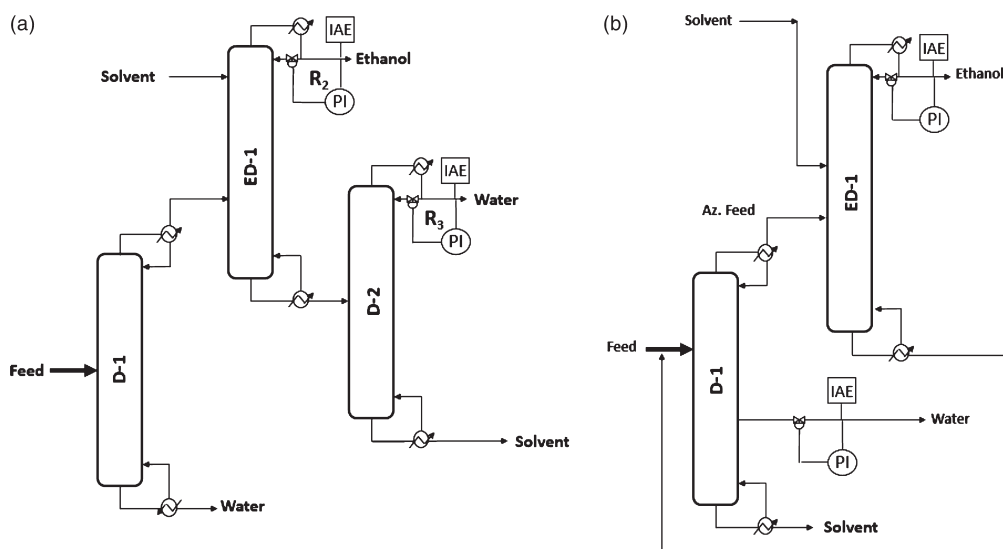 (a)
IAE
Ethanol
Solvent
R2
PI
ED-1
IAE
Water
R3
PI
D-2
D-1
Feed
Solvent
Water
(b)
Solvent
IAE
Ethanol
PI
ED-1
Az. Feed
Feed
D-1
IAE
Water
PI
Solvent